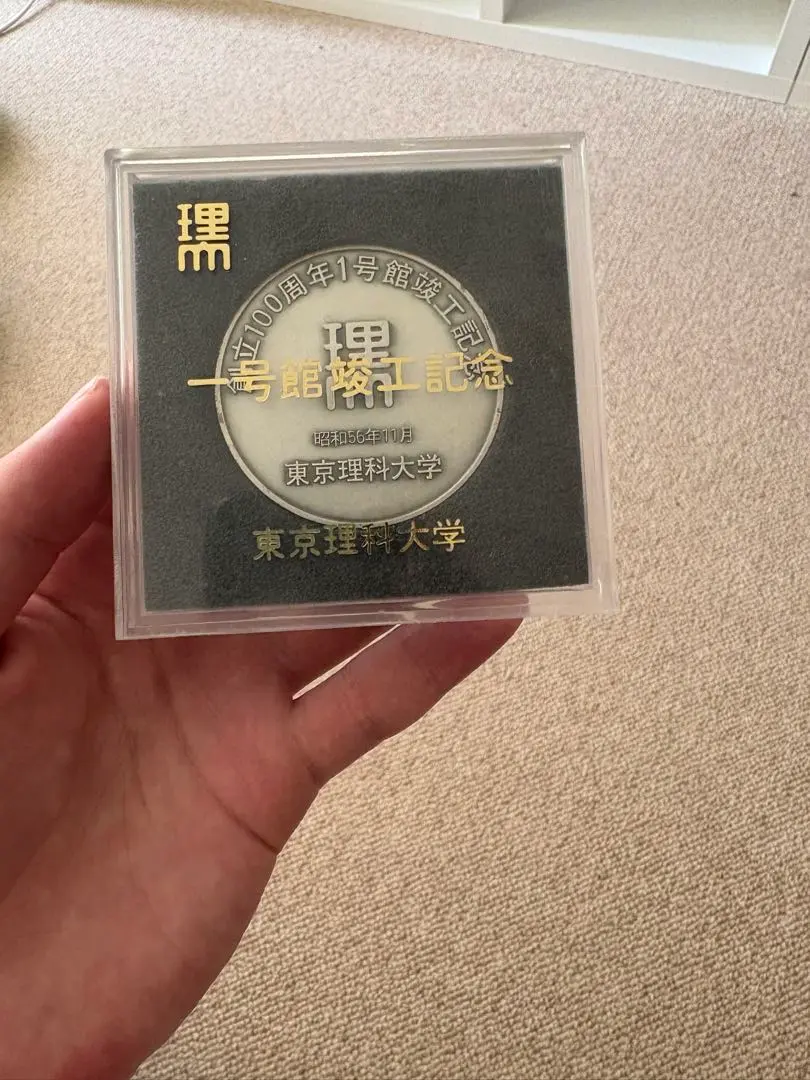 理
創立100周年1号館竣工記念
理
一号館竣工記念
昭和56年11月
東京理科大学
東京理科大学